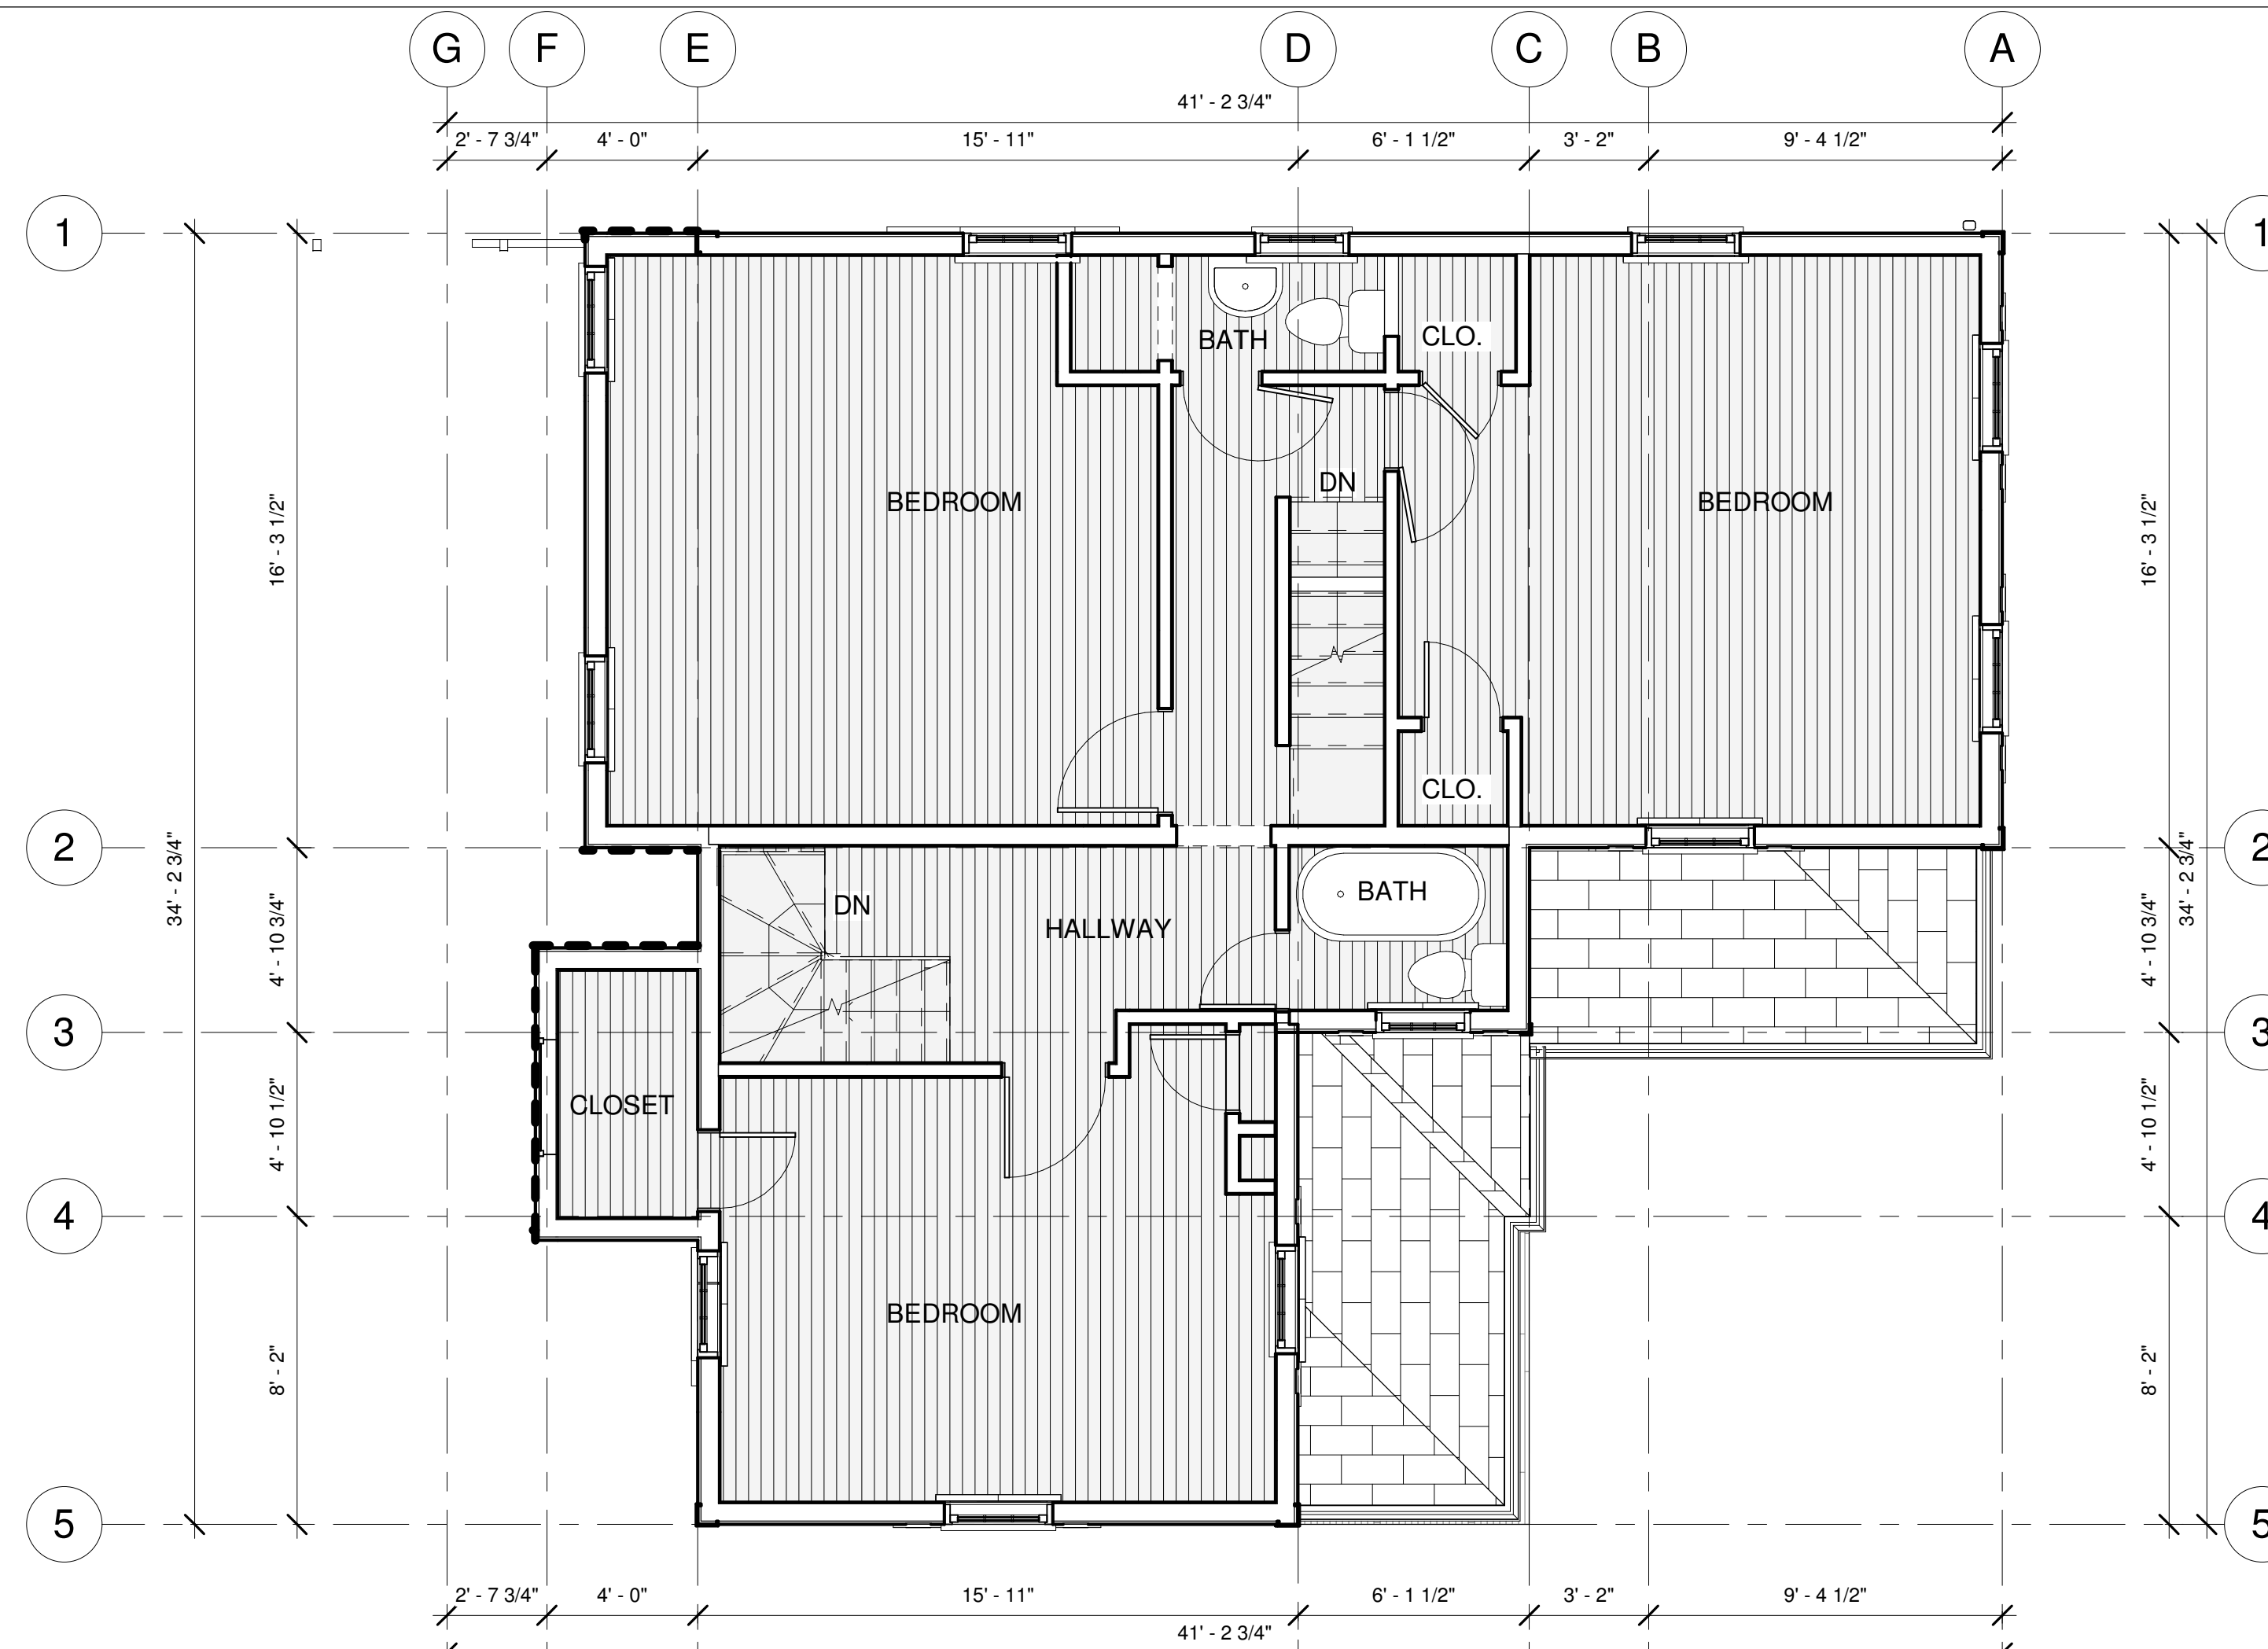 G F E D C B A
41' - 2 3/4"
2' - 7 3/4" 4' - 0" 15' - 11" 6' - 1 1/2" 3' - 2" 9' - 4 1/2"
1 1
BATH CLO.
DN
BEDROOM BEDROOM
16' - 3 1/2" 16' - 3 1/2"
CLO.
2 2
34' - 2 3/4" 34' - 2 3/4"
DN BATH
HALLWAY
4' - 10 3/4" 4' - 10 3/4"
3 3
CLOSET
4' - 10 1/2" 4' - 10 1/2"
4 4
BEDROOM
8' - 2" 8' - 2"
5 5
2' - 7 3/4" 4' - 0" 15' - 11" 6' - 1 1/2" 3' - 2" 9' - 4 1/2"
41' - 2 3/4"